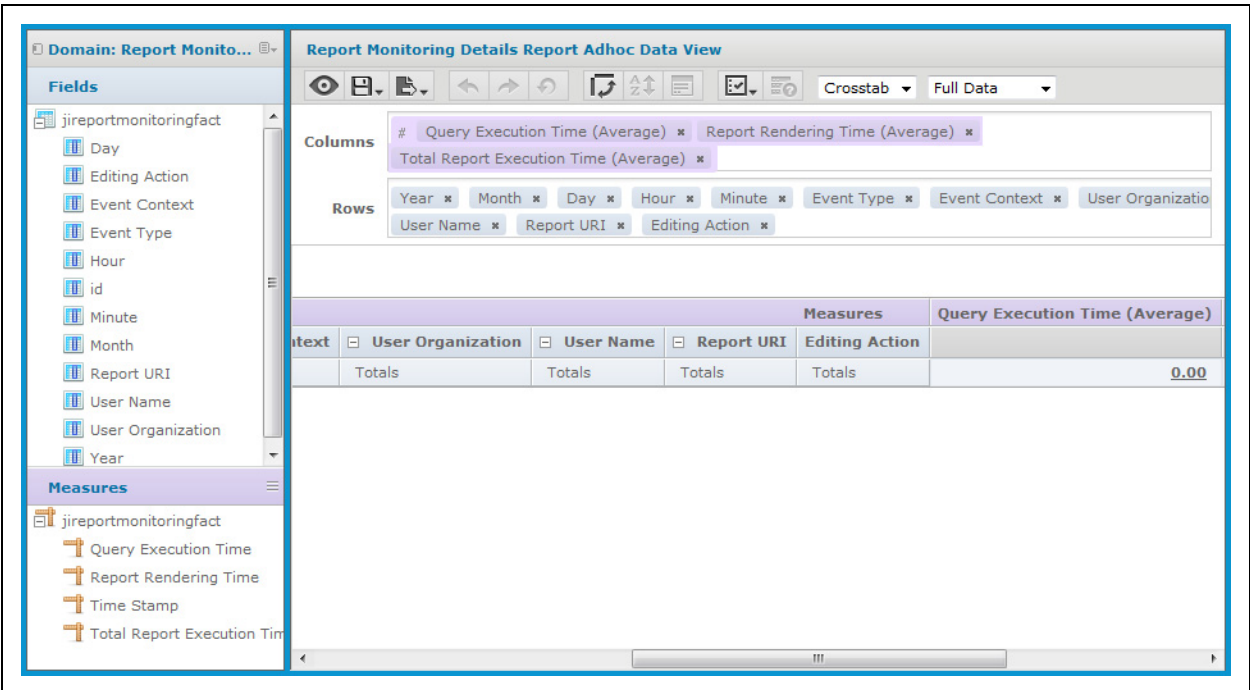 Domain: Report Monito...
Fields
jireportmonitoringfact
Day
Editing Action
Event Context
Event Type
Hour
id
Minute
Month
Report URI
User Name
User Organization
Year
Measures
jireportmonitoringfact
Query Execution Time
Report Rendering Time
Time Stamp
Total Report Execution Tim
Report Monitoring Details Report Adhoc Data View
Crosstab Full Data
Columns # Query Execution Time (Average) Report Rendering Time (Average)
Total Report Execution Time (Average)
Rows Year Month Day Hour Minute Event Type Event Context User Organizatio
User Name Report URI Editing Action
Measures Query Execution Time (Average)
ntext User Organization User Name Report URI Editing Action
Totals Totals Totals Totals 0.00